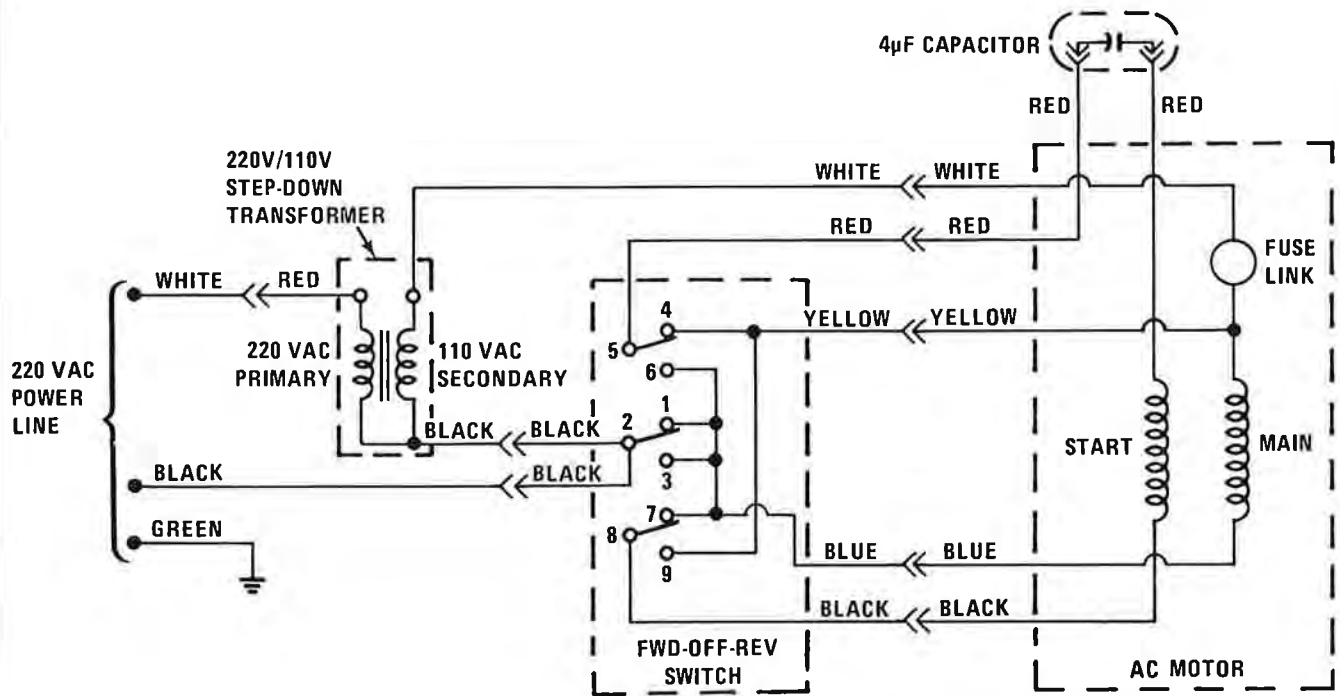 4µF CAPACITOR
RED
RED
220V/110V
STEP-DOWN
TRANSFORMER
WHITE
WHITE
RED
RED
FUSE
LINK
WHITE
RED
4
YELLOW
YELLOW
5
220 VAC
PRIMARY
110 VAC
SECONDARY
6
220 VAC
POWER
LINE
1
BLACK
BLACK
2
START
MAIN
BLACK
BLACK
3
7
GREEN
8
BLUE
BLUE
9
BLACK
BLACK
FWD-OFF-REV
SWITCH
AC MOTOR